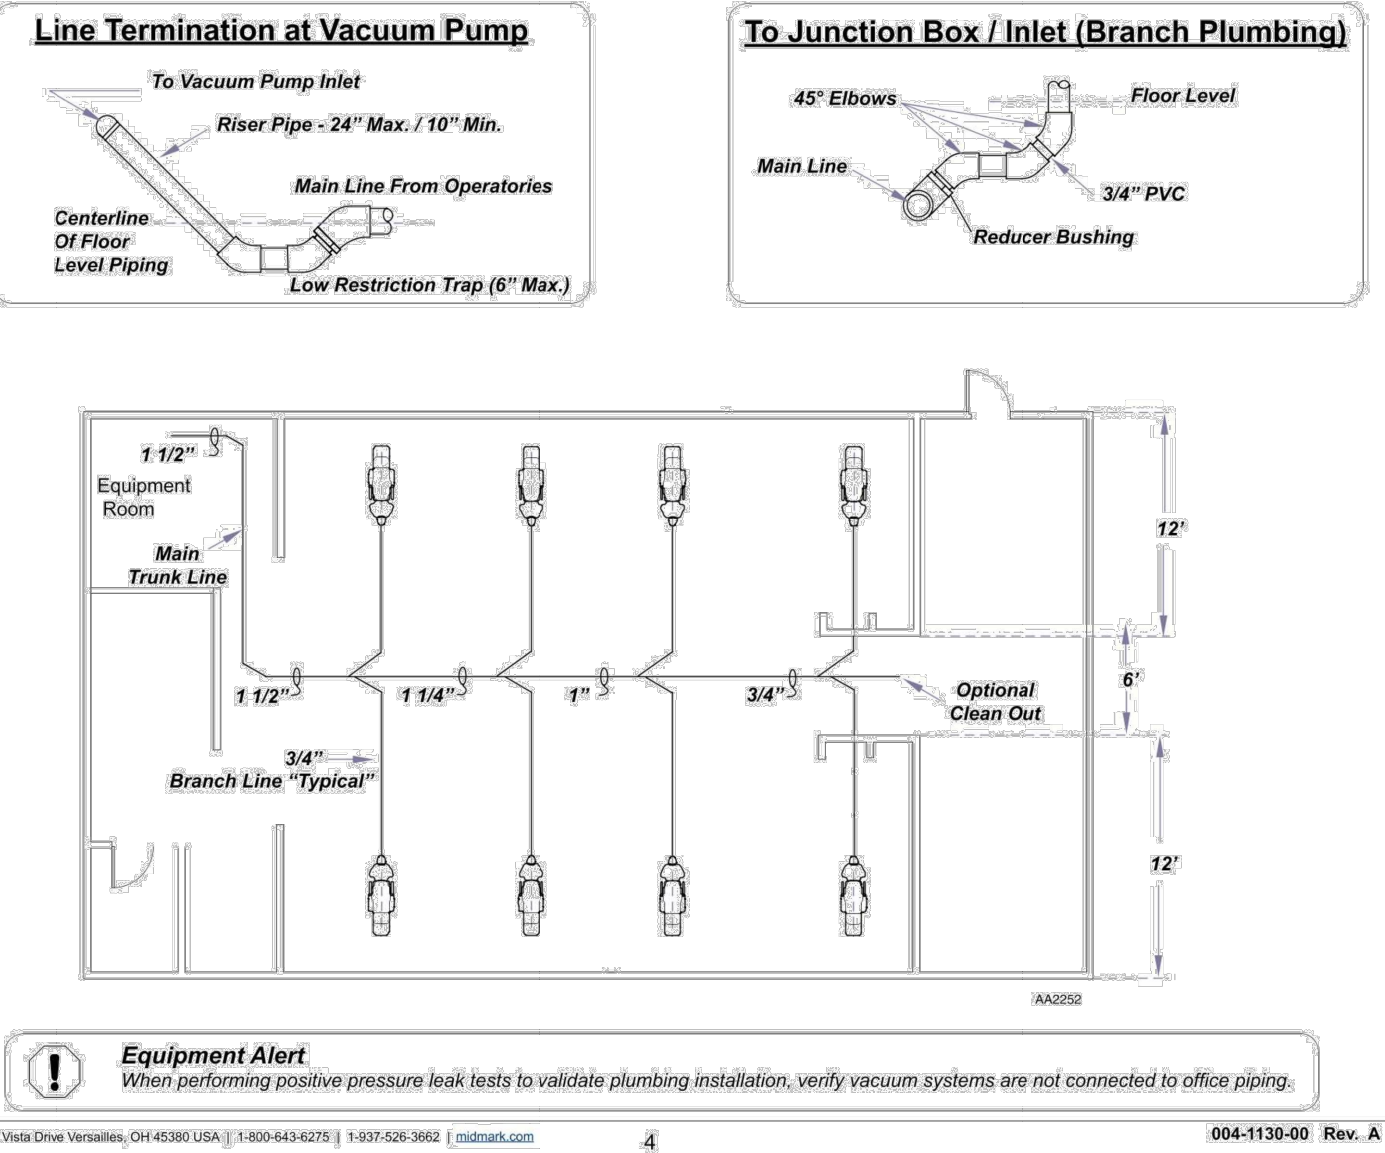 Line Termination at Vacuum Pump
To Vacuum Pump Inlet
Riser Pipe - 24” Max. / 10” Min.
Main Line From Operatories
Centerline
Of Floor
Level Piping
Low Restriction Trap (6” Max.)
To Junction Box / Inlet (Branch Plumbing)
45° Elbows
Floor Level
Main Line
3/4” PVC
Reducer Bushing
1 1/2”
Equipment
Room
Main
Trunk Line
12’
6’
1 1/2”
1 1/4”
1”
3/4”
Optional
Clean Out
3/4”
Branch Line “Typical”
12’
AA2252
!
Equipment Alert
When performing positive pressure leak tests to validate plumbing installation, verify vacuum systems are not connected to office piping.
Vista Drive Versailles, OH 45380 USA | 1-800-643-6275 | 1-937-526-3662 | midmark.com
4
004-1130-00 Rev. A